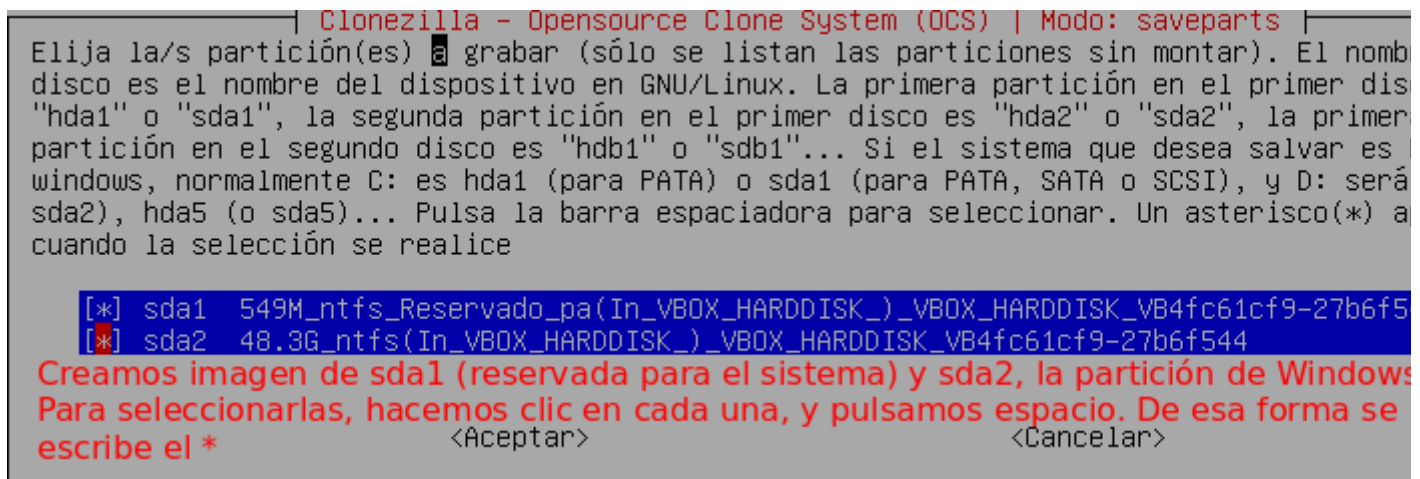 Clonezilla - Opensource Clone System (OCS) | Modo: saveparts
Elija la/s partición(es) a grabar (sólo se listan las particiones sin montar). El
disco es el nombre del dispositivo en GNU/Linux. La primera partición en el primer
"hda1" o "sda1", la segunda partición en el primer disco es "hda2" o "sda2", la
partición en el segundo disco es "hdb1" o "sdb1"... Si el sistema que desea salvar es
windows, normalmente C: es hda1 (para PATA) o sda1 (para PATA, SATA o SCSI), y D: será
sda2), hda5 (o sda5)... Pulsa la barra espaciadora para seleccionar. Un asterisco(*)
cuando la selección se realice
[*] sda1 549M_ntfs_Reservado_pa(In_VBOX_HARDDISK_)_VBOX_HARDDISK_VB4fc61cf9-27b6f5
[*] sda2 48.3G_ntfs(In_VBOX_HARDDISK_)_VBOX_HARDDISK_VB4fc61cf9-27b6f544
Creamos imagen de sda1 (reservada para el sistema) y sda2, la partición de Windows
Para seleccionarlas, hacemos clic en cada una, y pulsamos espacio. De esa forma se
escribe el *
<Aceptar> <Cancelar>